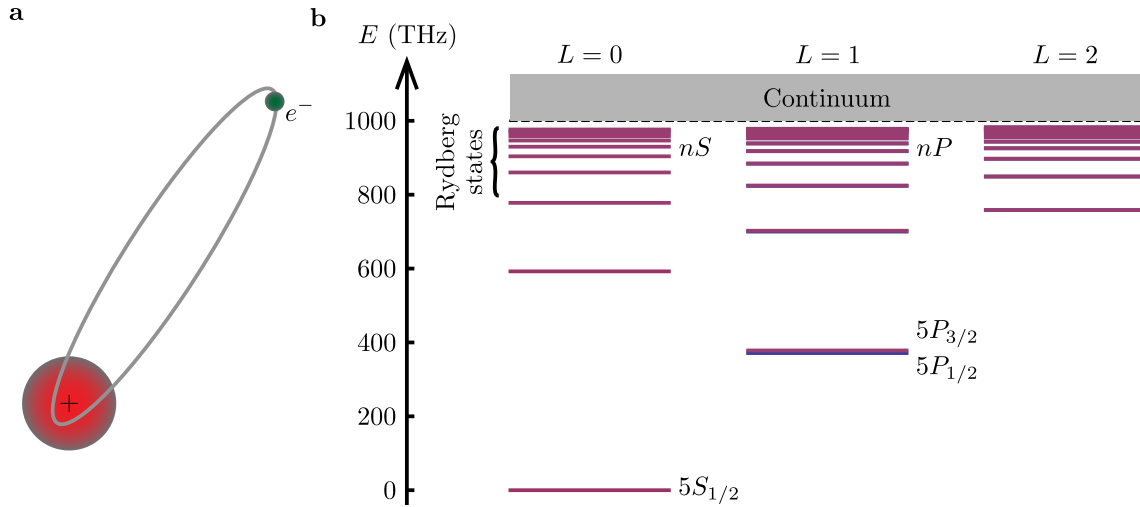 a
e⁻
+
b
E (THz)
L = 0
L = 1
L = 2
Continuum
1000
800
600
400
200
0
Rydberg
states
nS
nP
5P₃/₂
5P₁/₂
5S₁/₂